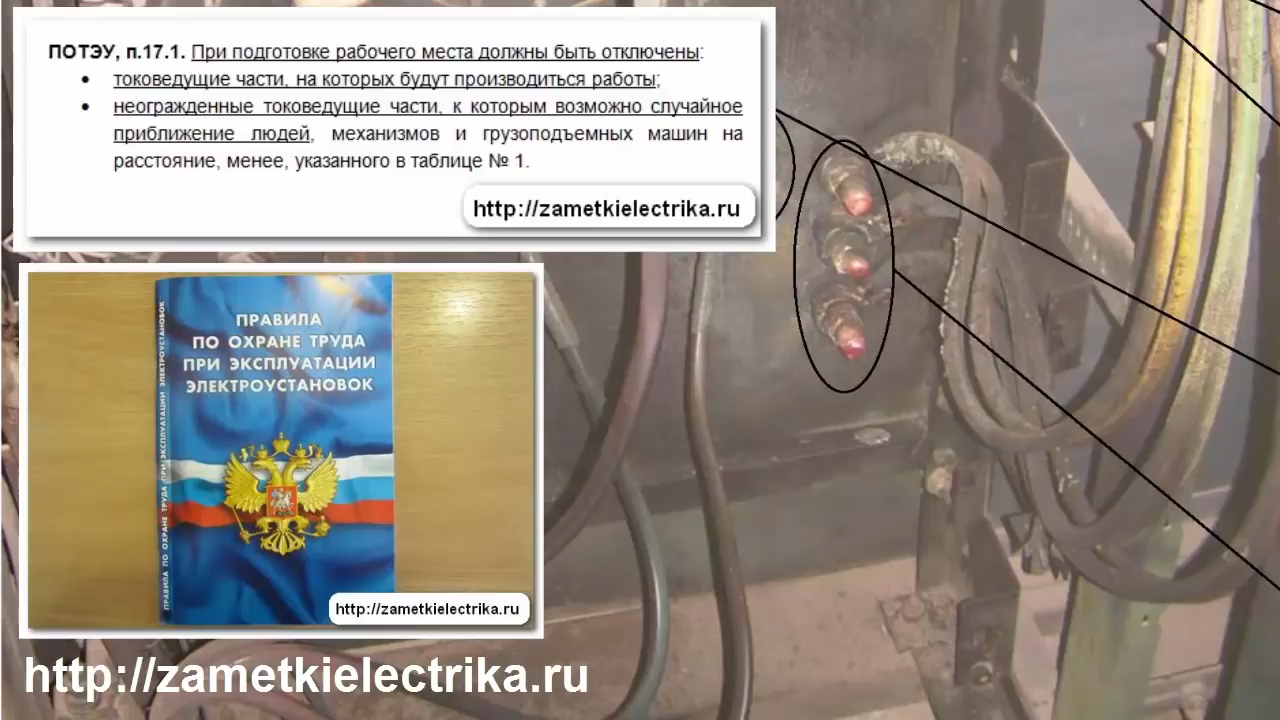 ПОТЭУ, п.17.1. При подготовке рабочего места должны быть отключены:
• токоведущие части, на которых будут производиться работы;
• неогражденные токоведущие части, к которым возможно случайное
приближение людей, механизмов и грузоподъемных машин на
расстояние, менее, указанного в таблице № 1.
http://zametkielectrika.ru
ПРАВИЛА
ПО ОХРАНЕ ТРУДА
ПРИ ЭКСПЛУАТАЦИИ
ЭЛЕКТРОУСТАНОВОК
ПРАВИЛА ПО ОХРАНЕ ТРУДА ПРИ ЭКСПЛУАТАЦИИ ЭЛЕКТРОУСТАНОВОК
http://zametkielectrika.ru
http://zametkielectrika.ru